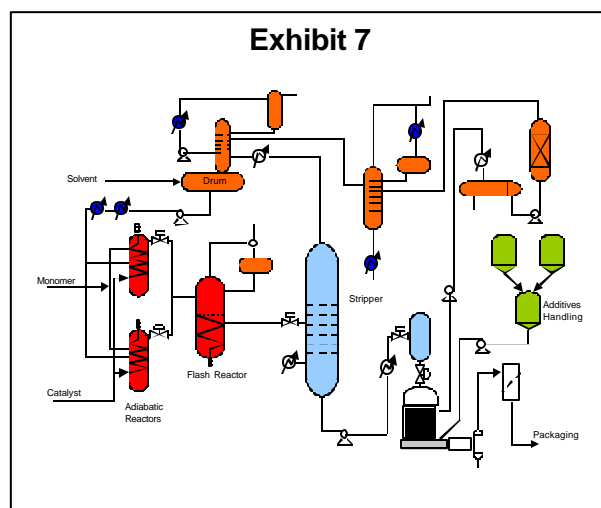 Exhibit 7
Solvent
Drum
Monomer
Stripper
Additives
Handling
Flash Reactor
Catalyst
Adiabatic
Reactors
Packaging